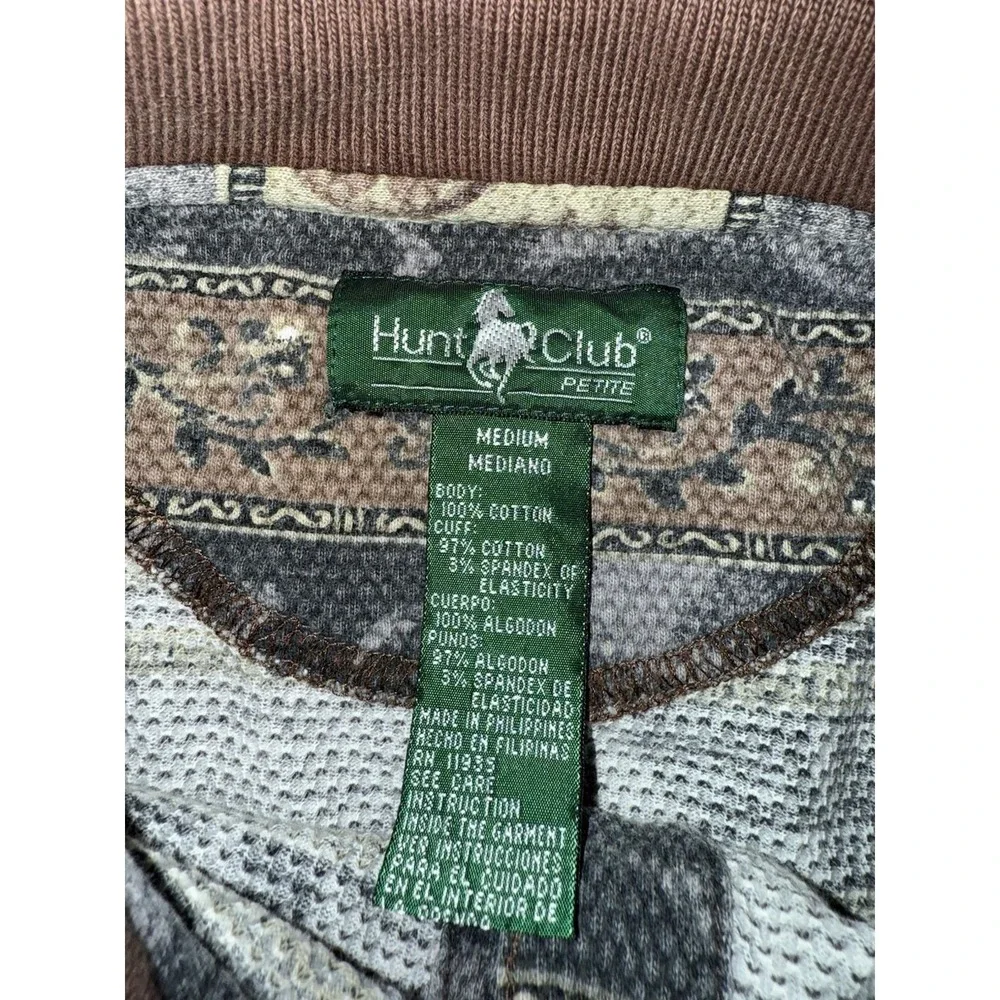 Hunt Club®
PETITE
MEDIUM
MEDIANO
BODY:
100% COTTON
CUFF:
97% COTTON
3% SPANDEX OF
ELASTICITY
CUERPO:
100% ALGODON
PUNOS:
97% ALGODON
3% SPANDEX DE
ELASTICIDAD
MADE IN PHILIPPINES
HECHO EN FILIPINAS
RN 11935
SEE CARE
INSTRUCTION
INSIDE THE GARMENT
VER INSTRUCCIONES
PARA EL CUIDADO
EN EL INTERIOR DE
LA